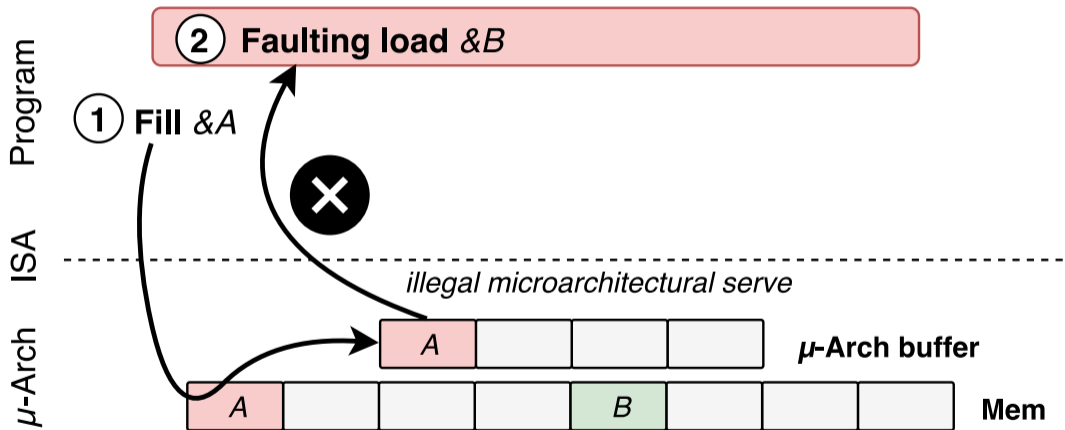 Program
ISA
μ-Arch
2 Faulting load &B
1 Fill &A
illegal microarchitectural serve
A
μ-Arch buffer
A
B
Mem